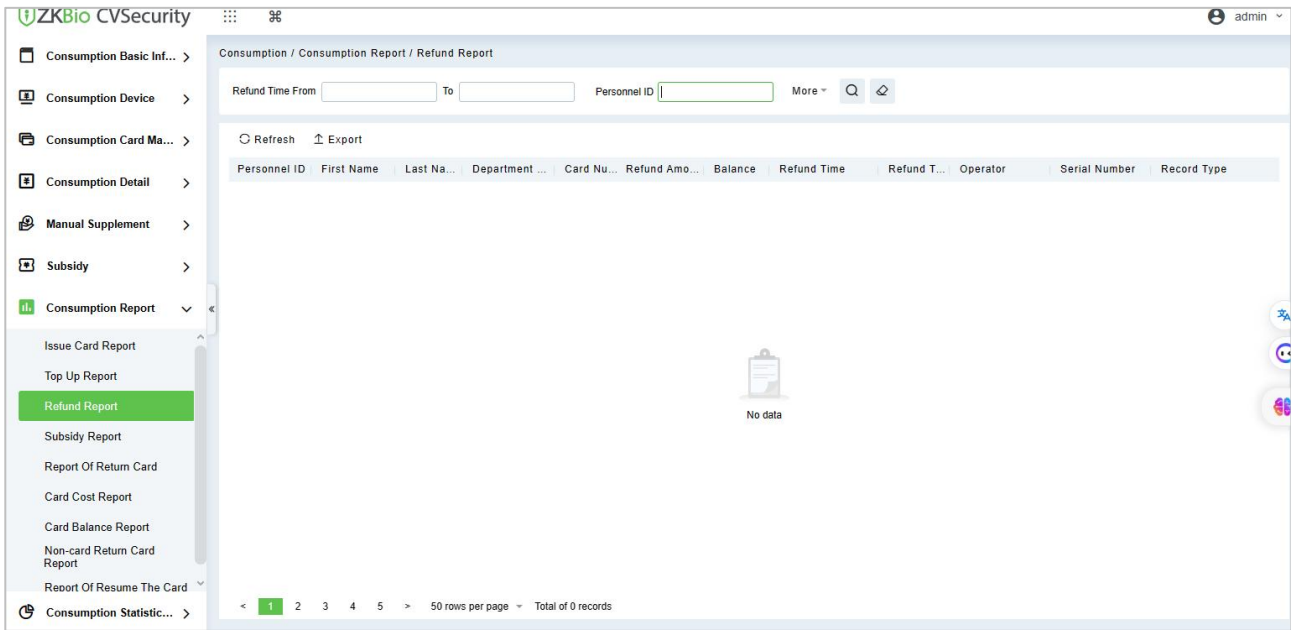 ZKBio CVSecurity
admin
Consumption Basic Inf...
Consumption Device
Consumption Card Ma...
Consumption Detail
Manual Supplement
Subsidy
Consumption Report
Issue Card Report
Top Up Report
Refund Report
Subsidy Report
Report Of Return Card
Card Cost Report
Card Balance Report
Non-card Return Card
Report
Report Of Resume The Card
Consumption Statistic...
Consumption / Consumption Report / Refund Report
Refund Time From To Personnel ID More
Refresh Export
Personnel ID First Name Last Na... Department ... Card Nu... Refund Amo... Balance Refund Time Refund T... Operator Serial Number Record Type
No data
< 1 2 3 4 5 > 50 rows per page Total of 0 records